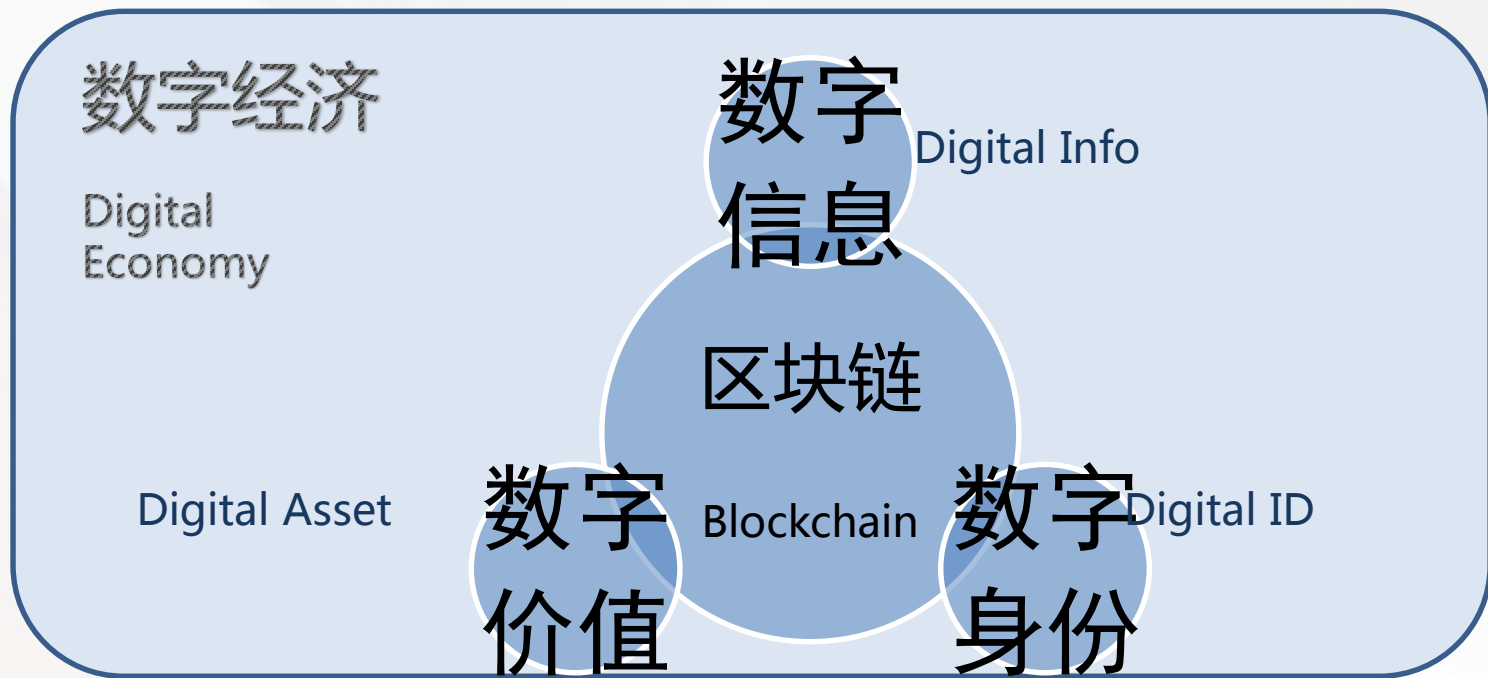 数字经济
Digital
Economy
数字
信息
Digital Info
区块链
Blockchain
Digital Asset
数字
价值
数字
身份
Digital ID